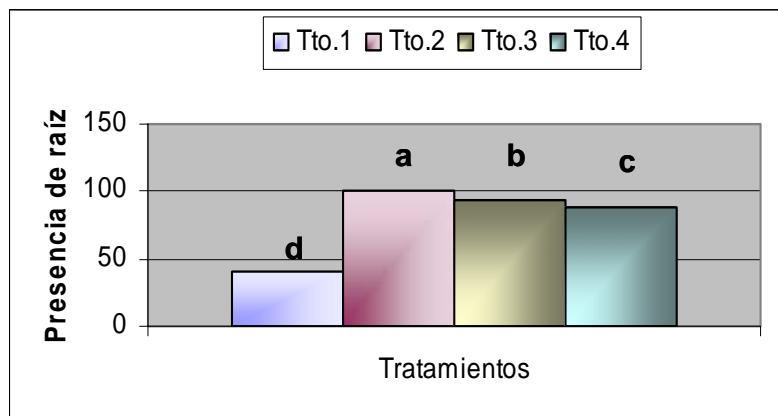 Tto.1 Tto.2 Tto.3 Tto.4
Presencia de raíz
150
100
50
0
a
b
c
d
Tratamientos